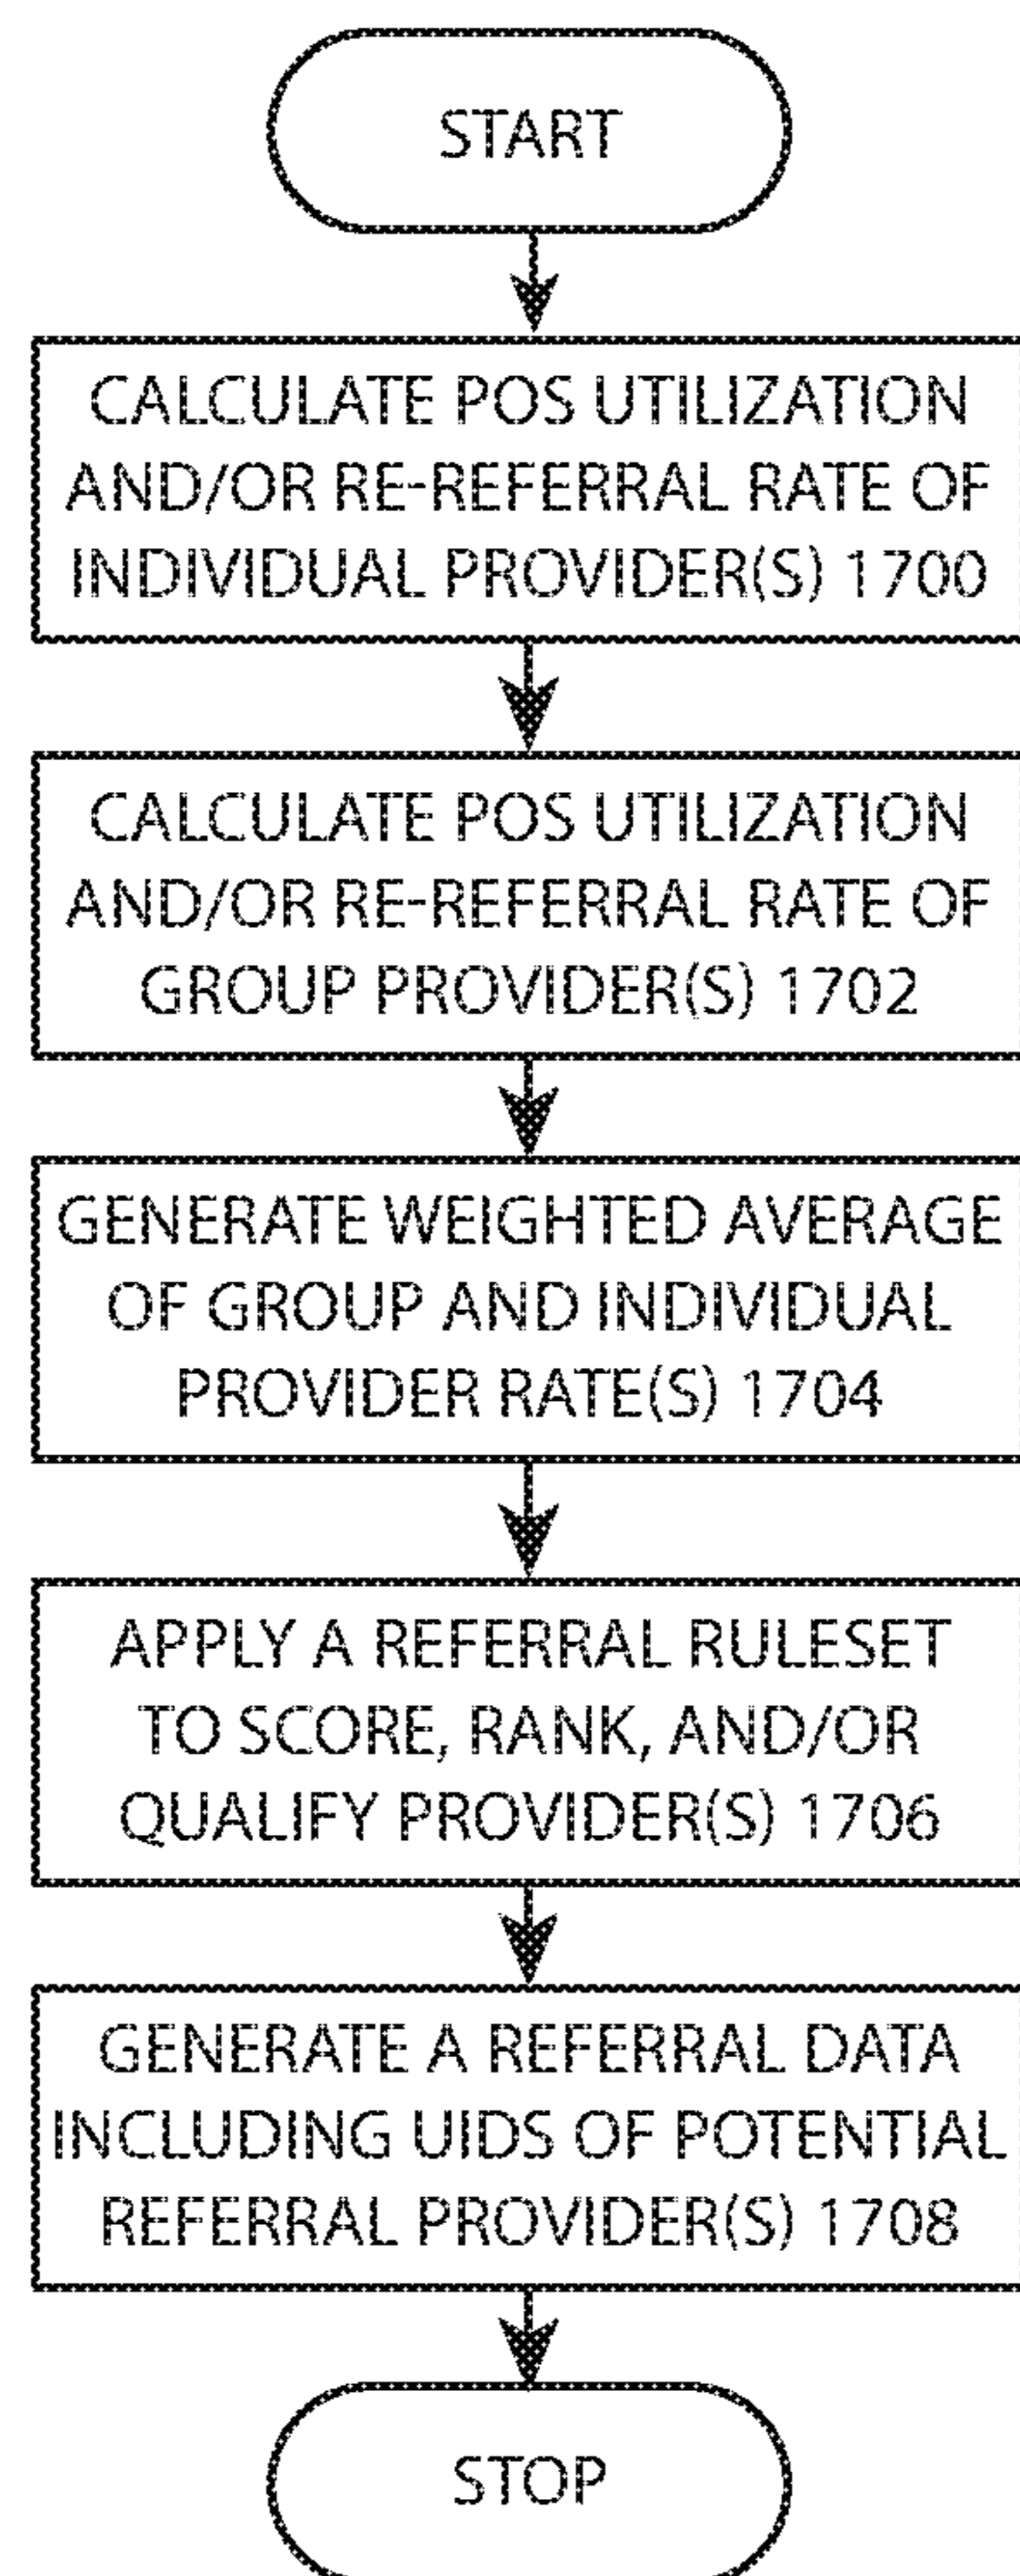 START
CALCULATE POS UTILIZATION
AND/OR RE-REFERRAL RATE OF
INDIVIDUAL PROVIDER(S) 1700
CALCULATE POS UTILIZATION
AND/OR RE-REFERRAL RATE OF
GROUP PROVIDER(S) 1702
GENERATE WEIGHTED AVERAGE
OF GROUP AND INDIVIDUAL
PROVIDER RATE(S) 1704
APPLY A REFERRAL RULESET
TO SCORE, RANK, AND/OR
QUALIFY PROVIDER(S) 1706
GENERATE A REFERRAL DATA
INCLUDING UIDS OF POTENTIAL
REFERRAL PROVIDER(S) 1708
STOP